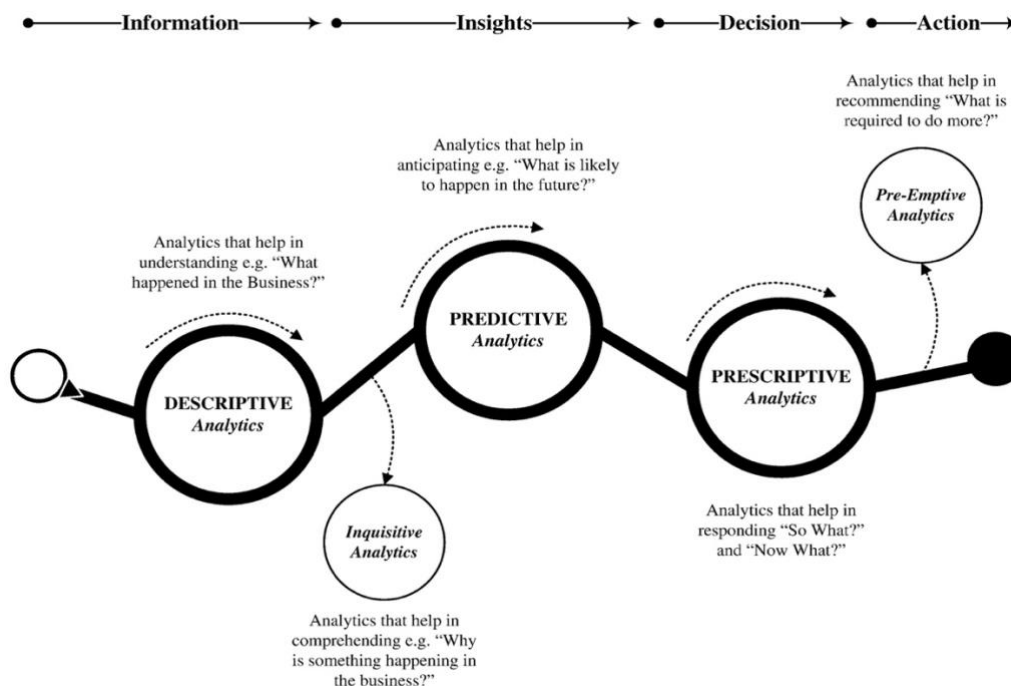 Information
Insights
Decision
Action
Analytics that help in
recommending “What is
required to do more?”
Pre-Emptive
Analytics
Analytics that help in
anticipating e.g. “What is likely
to happen in the future?”
PREDICTIVE
Analytics
Analytics that help in
understanding e.g. “What
happened in the Business?”
DESCRIPTIVE
Analytics
PRESCRIPTIVE
Analytics
Inquisitive
Analytics
Analytics that help in
comprehending e.g. “Why
is something happening in
the business?”
Analytics that help in
responding “So What?”
and “Now What?”